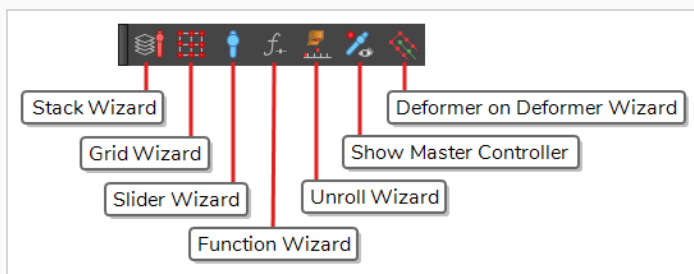 Stack Wizard
Deformer on Deformer Wizard
Grid Wizard
Show Master Controller
Slider Wizard
Unroll Wizard
Function Wizard